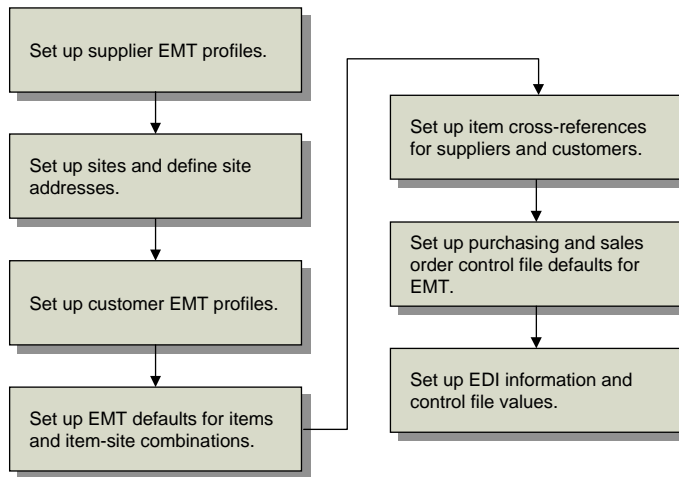 Set up supplier EMT profiles.
Set up sites and define site
addresses.
Set up customer EMT profiles.
Set up EMT defaults for items
and item-site combinations.
Set up item cross-references
for suppliers and customers.
Set up purchasing and sales
order control file defaults for
EMT.
Set up EDI information and
control file values.